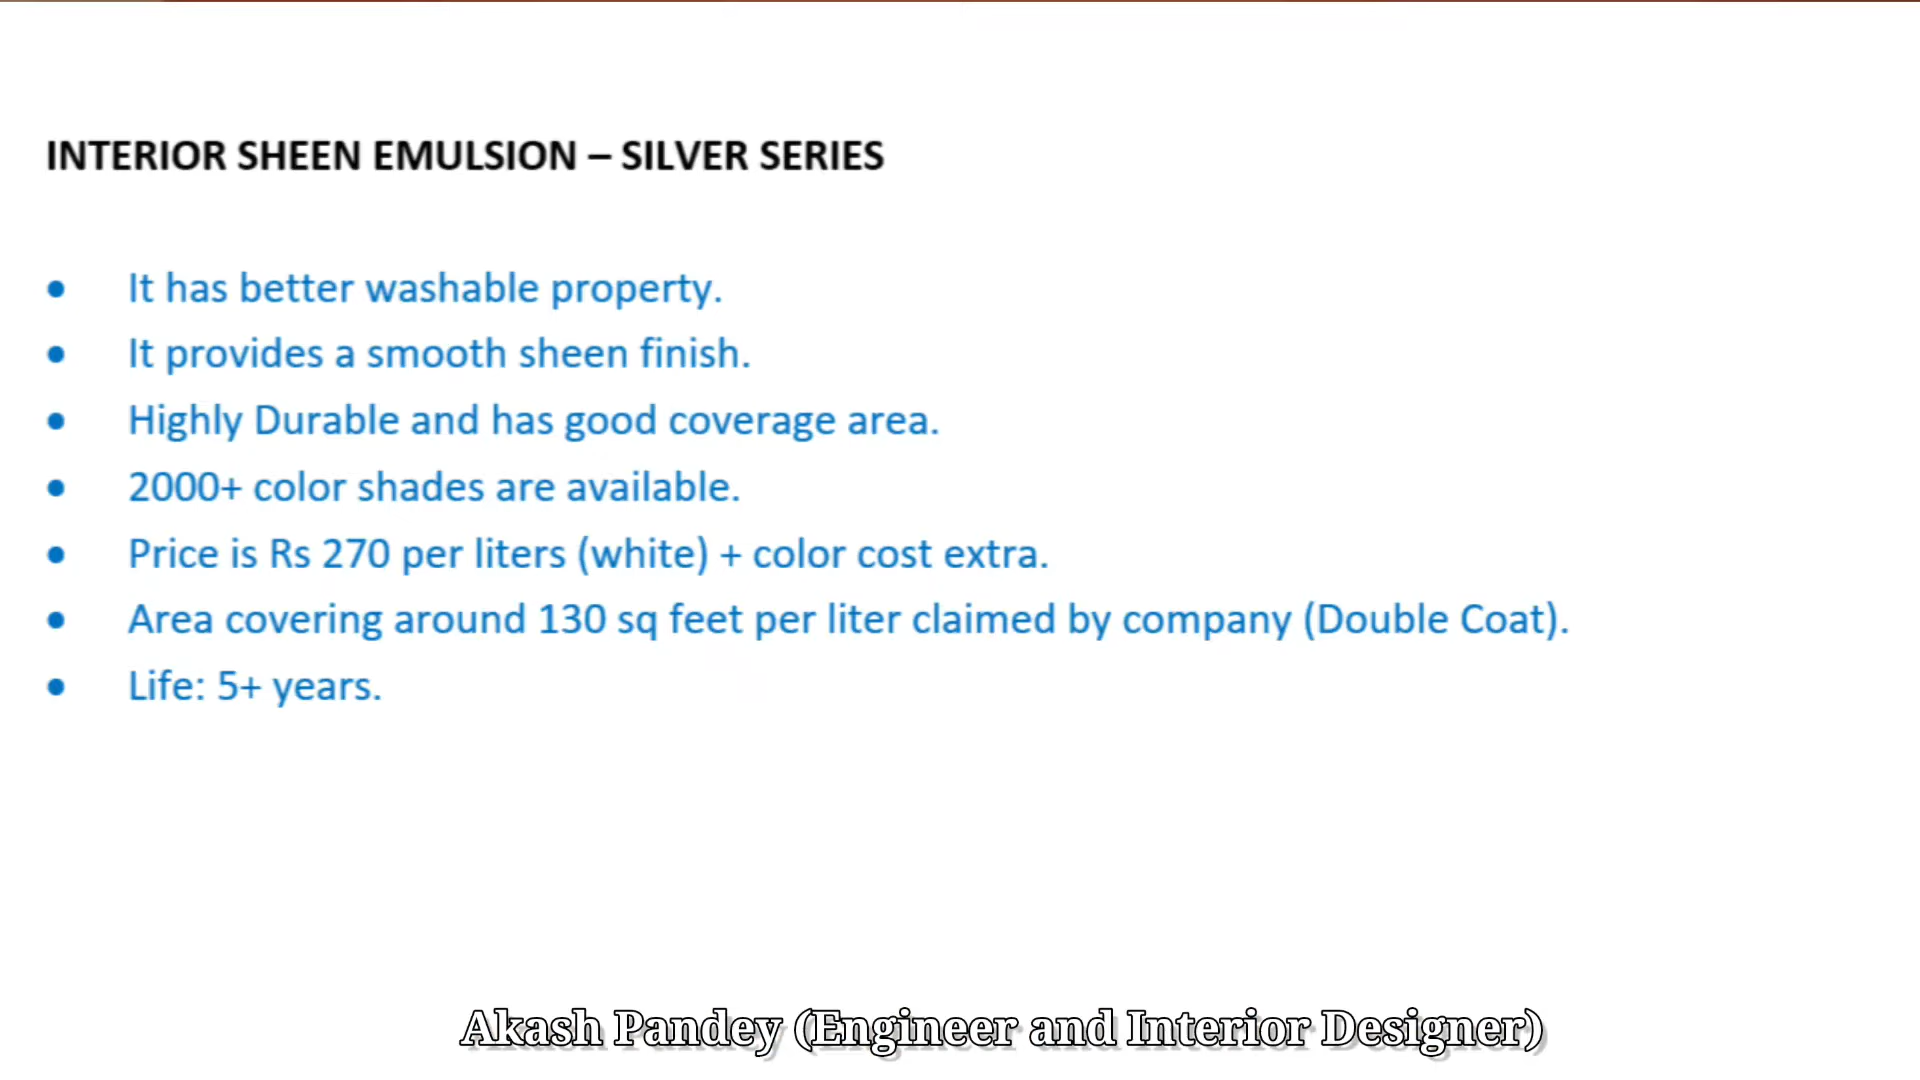 INTERIOR SHEEN EMULSION – SILVER SERIES
• It has better washable property.
• It provides a smooth sheen finish.
• Highly Durable and has good coverage area.
• 2000+ color shades are available.
• Price is Rs 270 per liters (white) + color cost extra.
• Area covering around 130 sq feet per liter claimed by company (Double Coat).
• Life: 5+ years.
Akash Pandey (Engineer and Interior Designer)